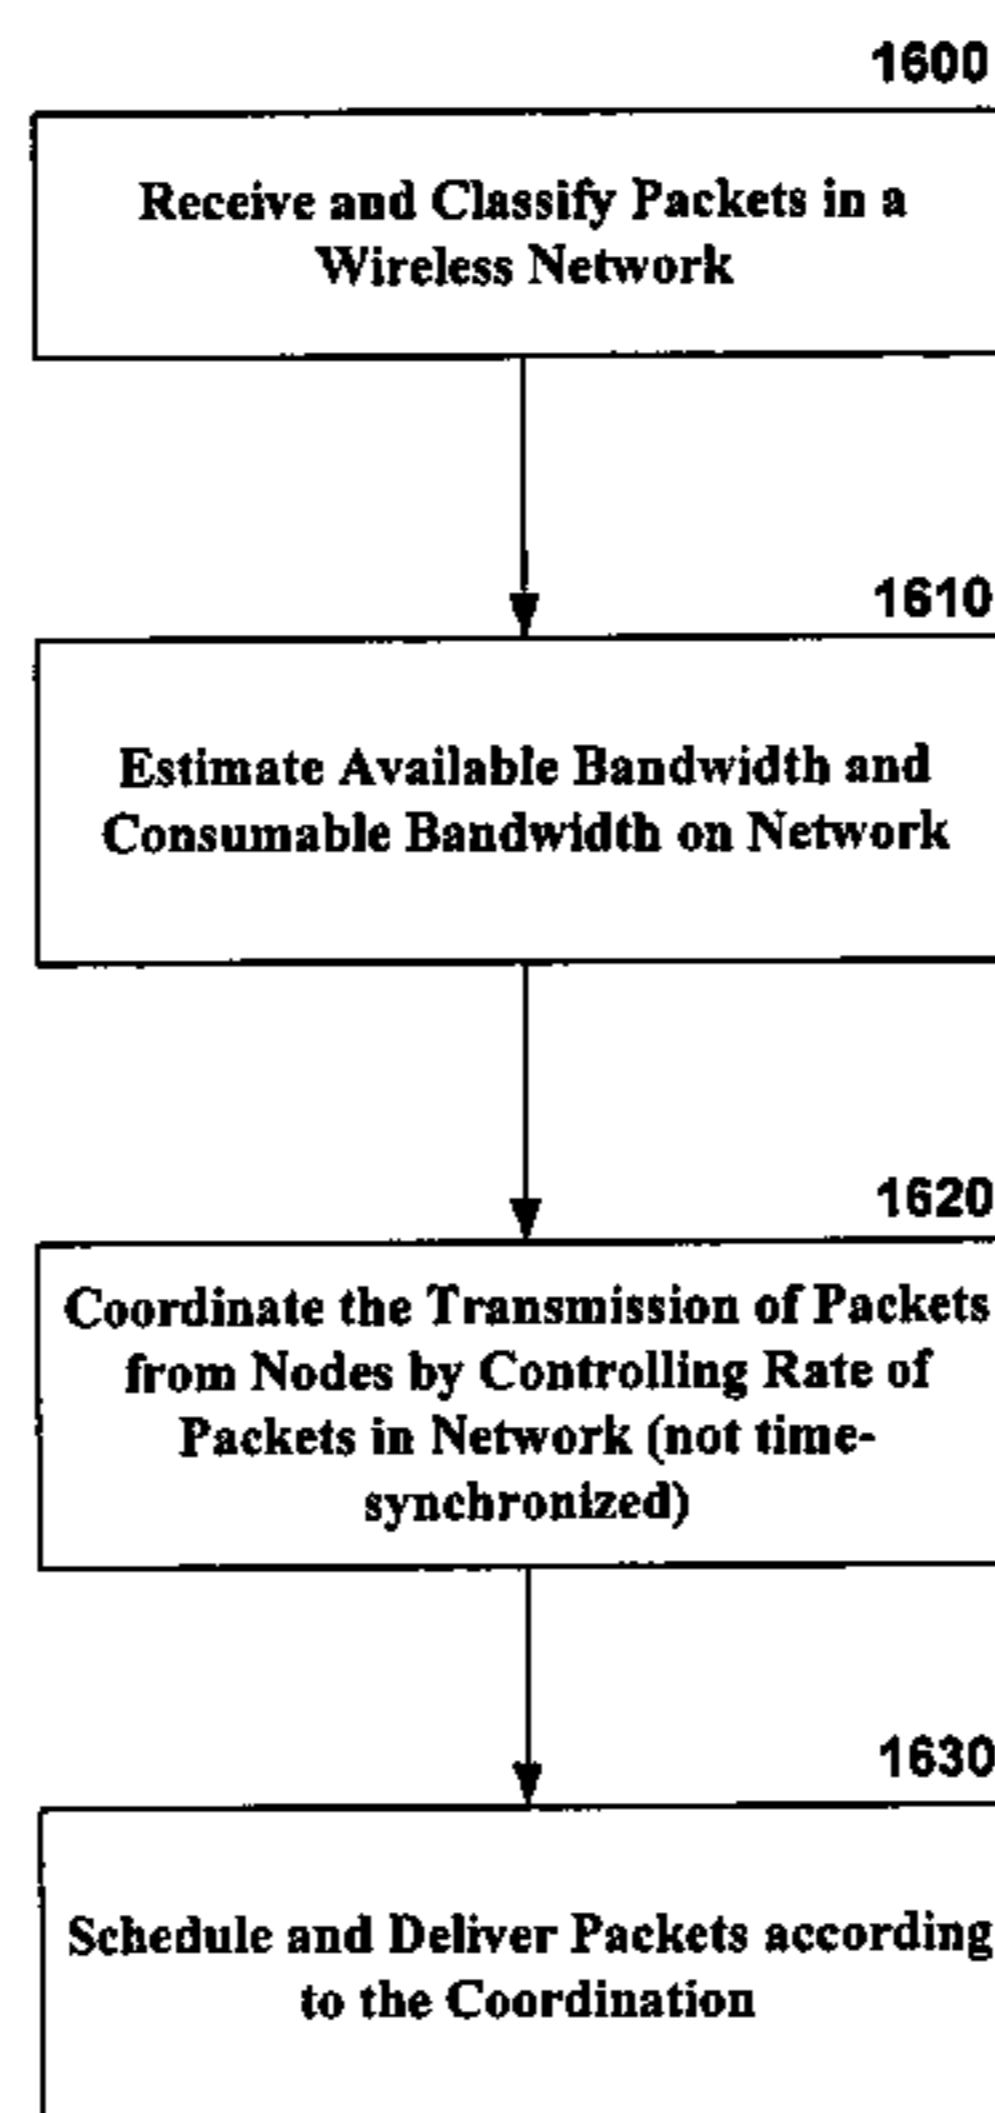 1600
Receive and Classify Packets in a
Wireless Network
1610
Estimate Available Bandwidth and
Consumable Bandwidth on Network
1620
Coordinate the Transmission of Packets
from Nodes by Controlling Rate of
Packets in Network (not time-
synchronized)
1630
Schedule and Deliver Packets according
to the Coordination